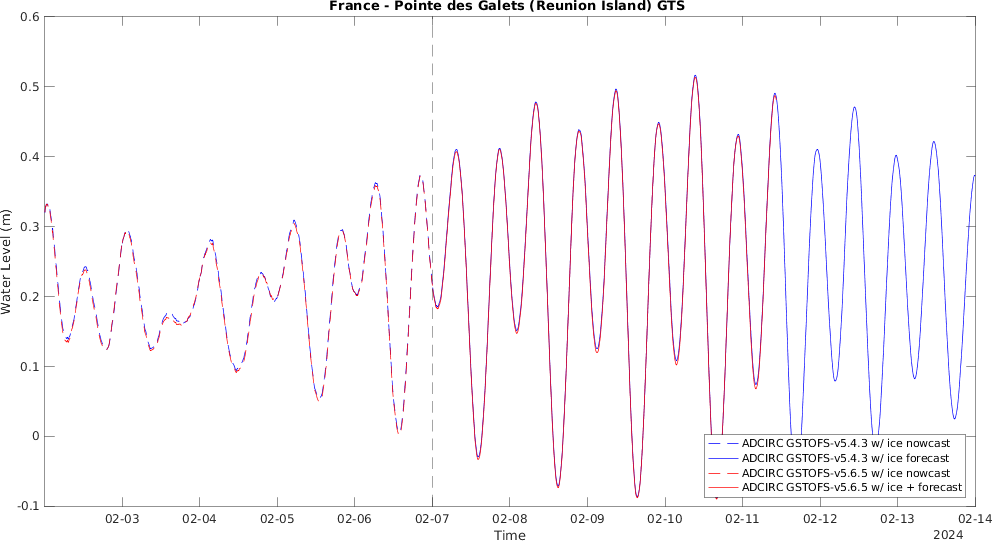 France - Pointe des Galets (Reunion Island) GTS
0.6
0.5
0.4
0.3
0.2
0.1
0
-0.1
Water Level (m)
ADCIRC GSTOFS-v5.4.3 w/ ice nowcast
ADCIRC GSTOFS-v5.4.3 w/ ice forecast
ADCIRC GSTOFS-v5.6.5 w/ ice nowcast
ADCIRC GSTOFS-v5.6.5 w/ ice + forecast
02-03 02-04 02-05 02-06 02-07 02-08 02-09 02-10 02-11 02-12 02-13 02-14
Time
2024